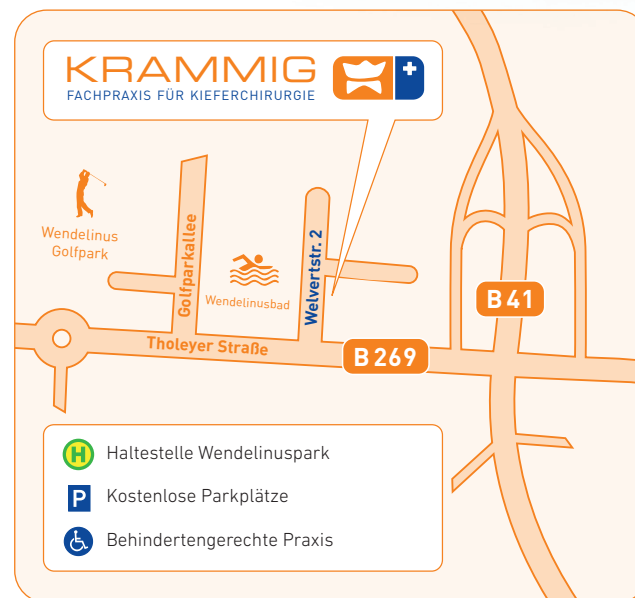 KRAMMIG
FACHPRAXIS FÜR KIEFERCHIRURGIE
Wendelinus
Golfpark
Golfparkallee
Wendelinusbad
Welvertstr. 2
B 41
Tholeyer Straße
B 269
H Haltestelle Wendelinuspark
P Kostenlose Parkplätze
Behindertengerechte Praxis